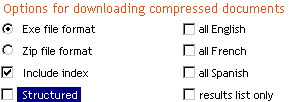 Options for downloading compressed documents
Exe file format
all English
Zip file format
all French
Include index
all Spanish
Structured
results list only